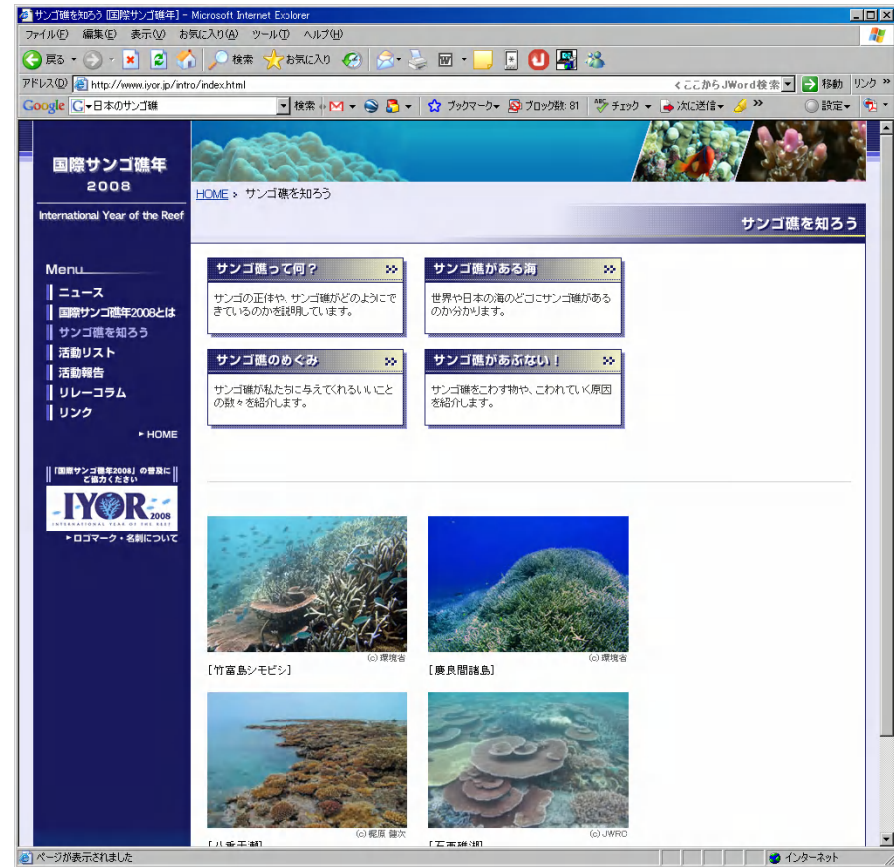 サンゴ礁を知ろう [国際サンゴ礁年] - Microsoft Internet Explorer
ファイル(F) 編集(E) 表示(V) お気に入り(A) ツール(T) ヘルプ(H)
戻る 検索 お気に入り
アドレス(D) http://www.iyor.jp/intro/index.html <ここからJWord検索 移動 リンク »
Google 日本のサンゴ礁 検索 ブックマーク ブロック数: 81 チェック 次に送信 » 設定
国際サンゴ礁年
2008
International Year of the Reef
HOME > サンゴ礁を知ろう
サンゴ礁を知ろう
Menu
ニュース
国際サンゴ礁年2008とは
サンゴ礁を知ろう
活動リスト
活動報告
リレーコラム
リンク
HOME
「国際サンゴ礁年2008」の普及に
ご協力ください
IYOR 2008
INTERNATIONAL YEAR OF THE REEF
ロゴマーク・名刺について
サンゴ礁って何？
サンゴの正体や、サンゴ礁がどのようにで
きているのかを説明しています。
サンゴ礁がある海
世界や日本の海のどこにサンゴ礁がある
のか分かります。
サンゴ礁のめぐみ
サンゴ礁が私たちに与えてくれるいいこと
の数々を紹介します。
サンゴ礁があぶない！
サンゴ礁をこわす物や、こわれていく原因
を紹介します。
(c) 環境省
[竹富島シモビシ]
(c) 環境省
[慶良間諸島]
(c) 梶原 健次
[八重干瀬]
(c) JWRC
[石西礁湖]
ページが表示されました
インターネット